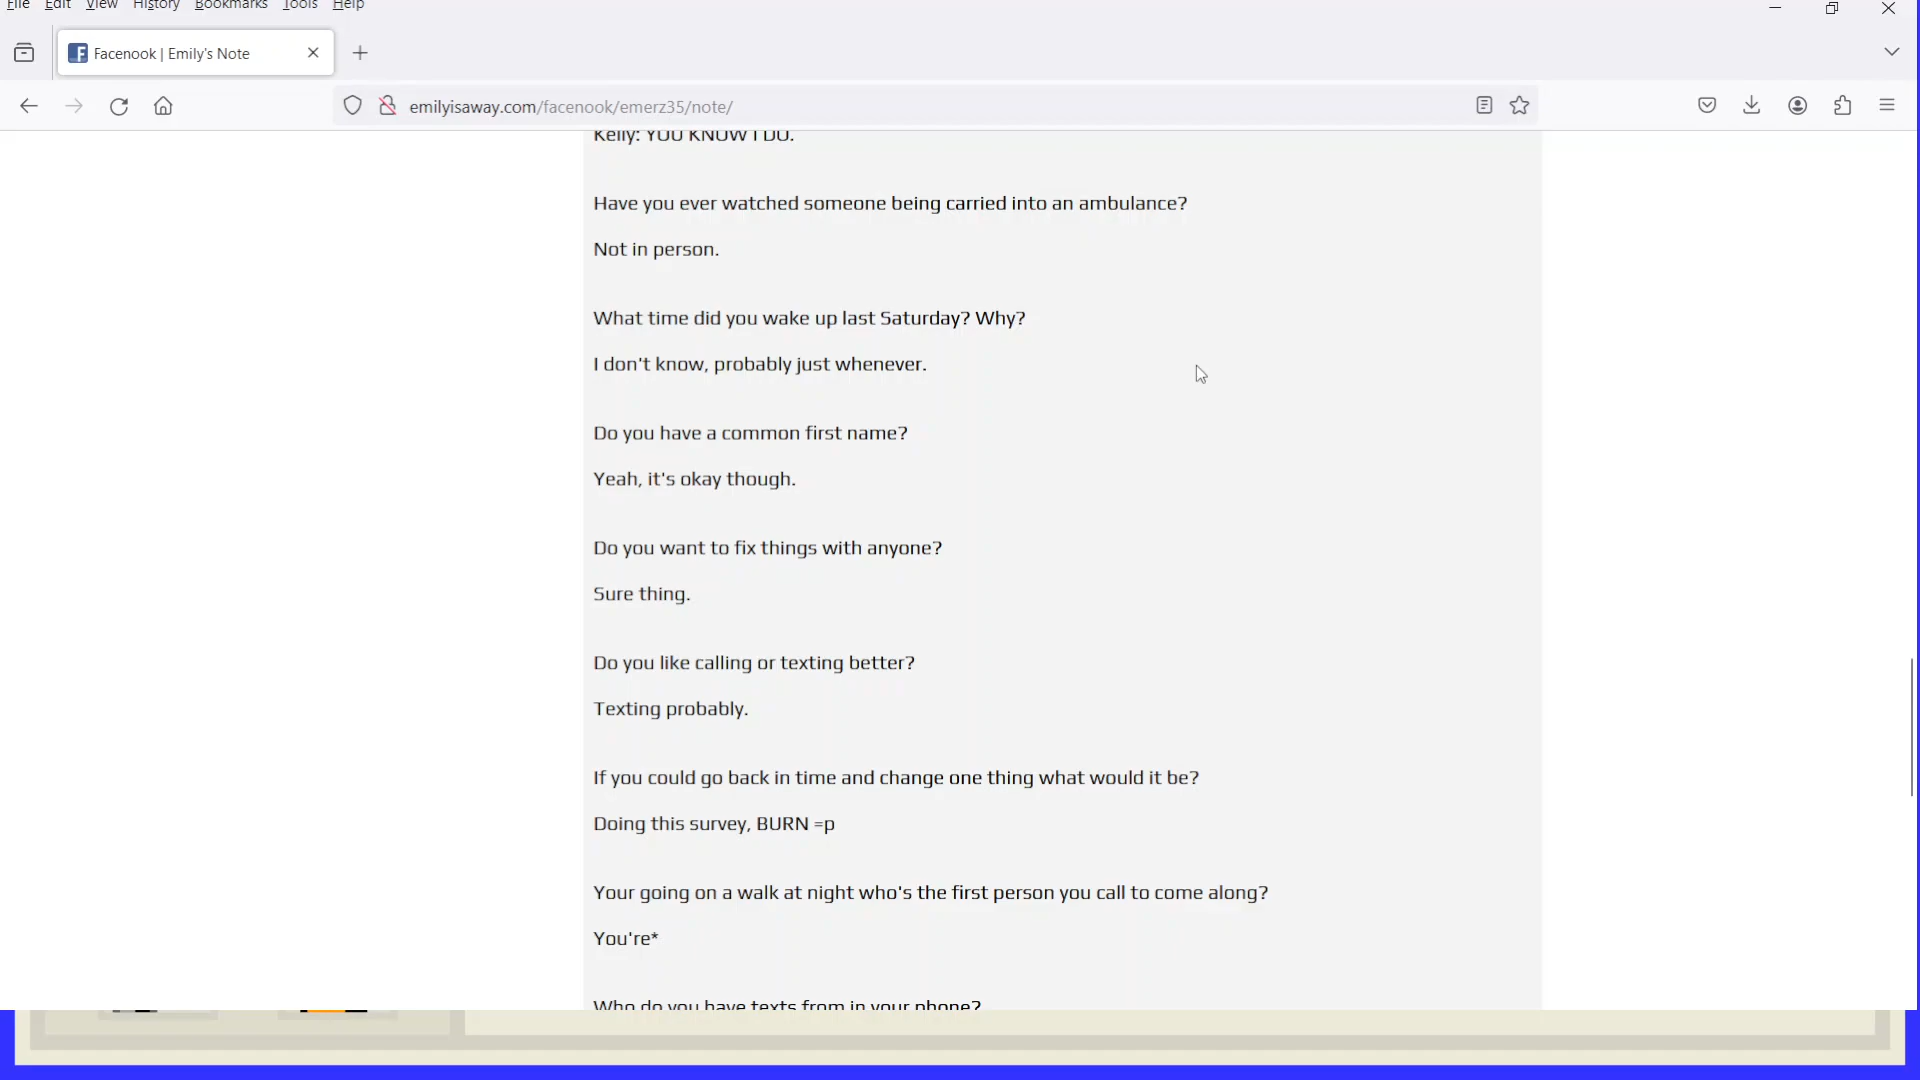 File Edit View History Bookmarks Tools Help
Facenook | Emily's Note
emilyisaway.com/facenook/emerz35/note/
Kelly: YOU KNOW I DO.
Have you ever watched someone being carried into an ambulance?
Not in person.
What time did you wake up last Saturday? Why?
I don't know, probably just whenever.
Do you have a common first name?
Yeah, it's okay though.
Do you want to fix things with anyone?
Sure thing.
Do you like calling or texting better?
Texting probably.
If you could go back in time and change one thing what would it be?
Doing this survey, BURN =p
Your going on a walk at night who's the first person you call to come along?
You're*
Who do you have texts from in your phone?